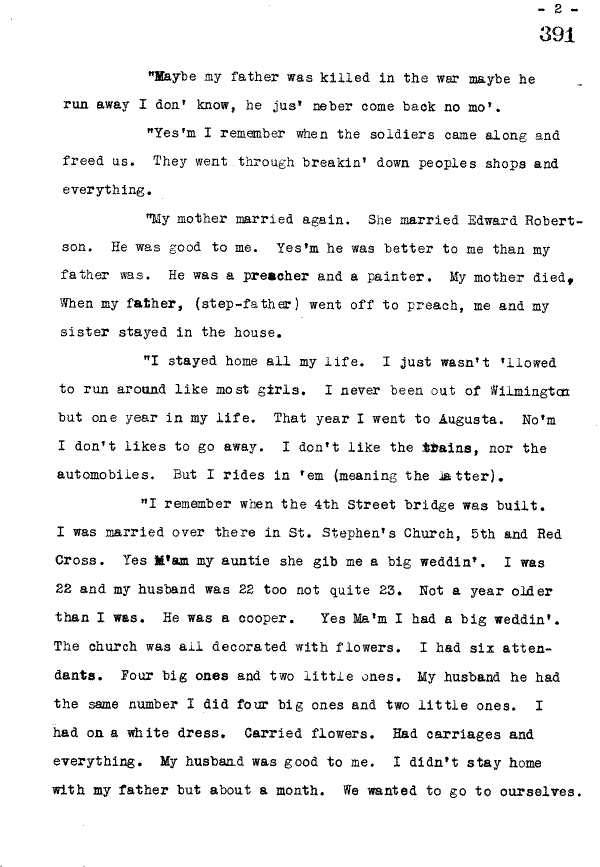 - 2 -
391
"Maybe my father was killed in the war maybe he
run away I don' know, he jus' neber come back no mo'.
"Yes'm I remember when the soldiers came along and
freed us. They went through breakin' down peoples shops and
everything.
"My mother married again. She married Edward Robert-
son. He was good to me. Yes'm he was better to me than my
father was. He was a preacher and a painter. My mother died,
When my father, (step-father) went off to preach, me and my
sister stayed in the house.
"I stayed home all my life. I just wasn't 'llowed
to run around like most girls. I never been out of Wilmington
but one year in my life. That year I went to Augusta. No'm
I don't likes to go away. I don't like the trains, nor the
automobiles. But I rides in 'em (meaning the latter).
"I remember when the 4th Street bridge was built.
I was married over there in St. Stephen's Church, 5th and Red
Cross. Yes M'am my auntie she gib me a big weddin'. I was
22 and my husband was 22 too not quite 23. Not a year older
than I was. He was a cooper. Yes Ma'm I had a big weddin'.
The church was all decorated with flowers. I had six atten-
dants. Four big ones and two little ones. My husband he had
the same number I did four big ones and two little ones. I
had on a white dress. Carried flowers. Had carriages and
everything. My husband was good to me. I didn't stay home
with my father but about a month. We wanted to go to ourselves.